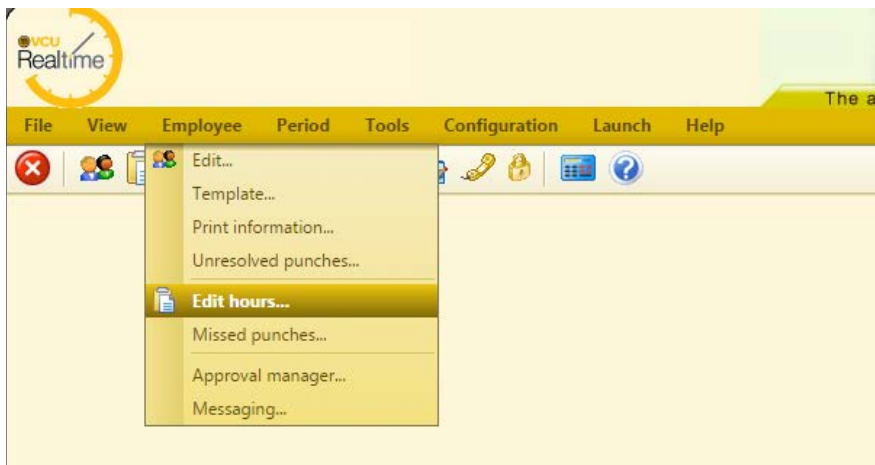 VCU
Realtime
The a
File View Employee Period Tools Configuration Launch Help
Edit...
Template...
Print information...
Unresolved punches...
Edit hours...
Missed punches...
Approval manager...
Messaging...